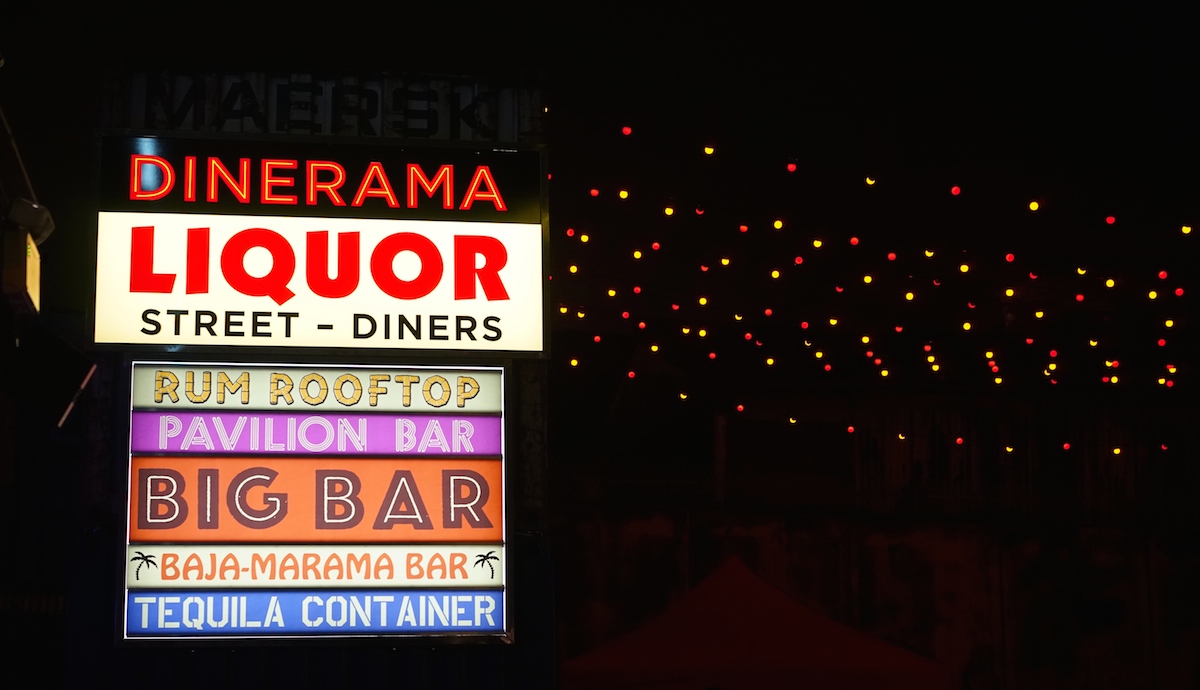 MAERSK
DINERAMA
LIQUOR
STREET - DINERS
RUM ROOFTOP
PAVILION BAR
BIG BAR
BAJA-MARAMA BAR
TEQUILA CONTAINER